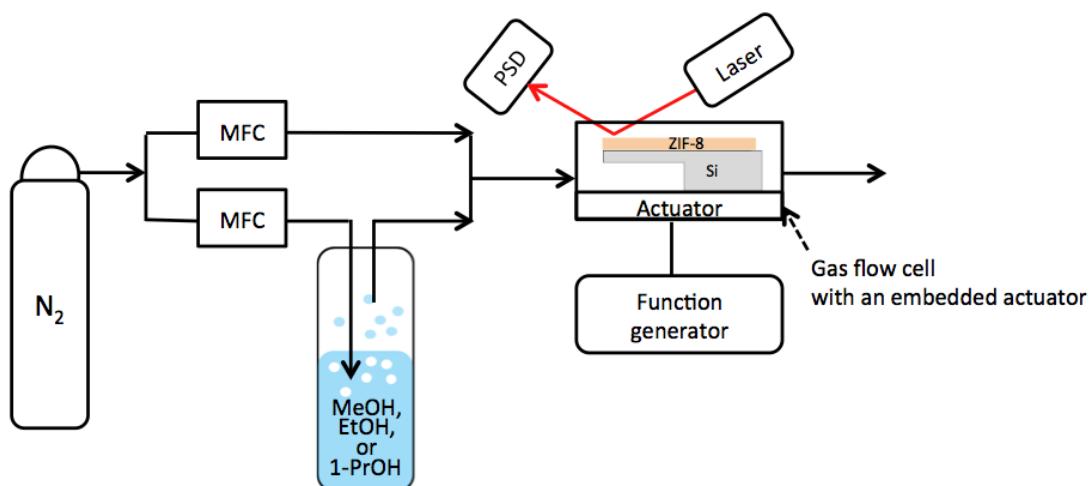 PSD
Laser
MFC
ZIF-8
Si
Actuator
MFC
N2
Gas flow cell
with an embedded actuator
Function
generator
MeOH,
EtOH,
or
1-PrOH